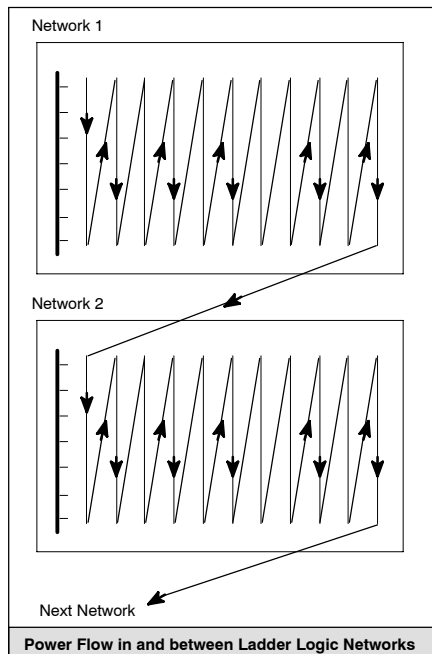 Network 1
Network 2
Next Network
Power Flow in and between Ladder Logic Networks